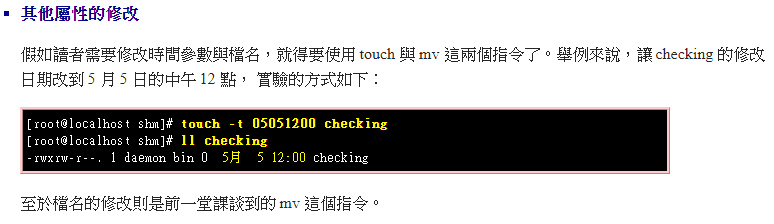 其他屬性的修改
假如讀者需要修改時間參數與檔名，就得要使用 touch 與 mv 這兩個指令了。舉例來說，讓 checking 的修改
日期改到 5 月 5 日的中午 12 點， 實驗的方式如下：
[root@localhost shm]# touch -t 05051200 checking
[root@localhost shm]# ll checking
-rwxrw-r--. 1 daemon bin 0  5月  5 12:00 checking
至於檔名的修改則是前一堂課談到的 mv 這個指令。